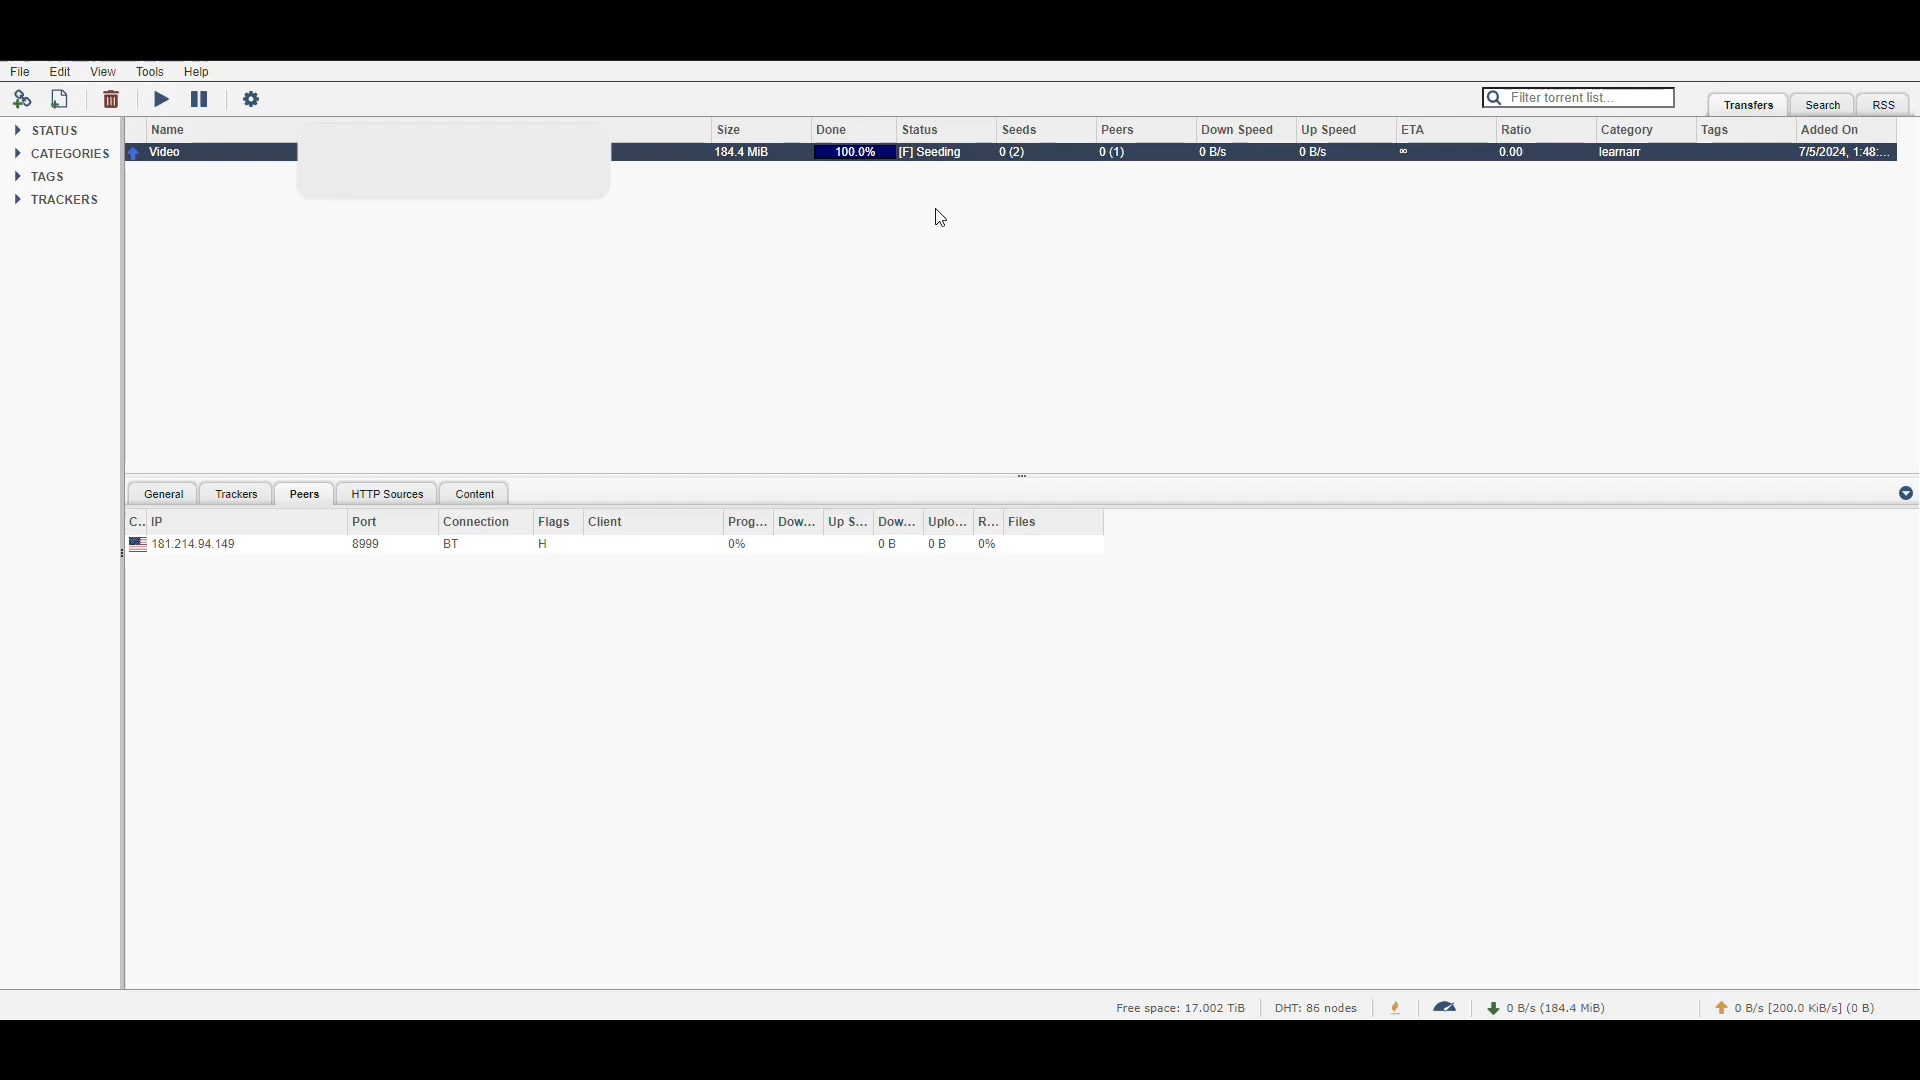 File Edit View Tools Help
Filter torrent list...
Transfers Search RSS
STATUS
CATEGORIES
TAGS
TRACKERS
Name Size Done Status Seeds Peers Down Speed Up Speed ETA Ratio Category Tags Added On
Video 184.4 MiB 100.0% [F] Seeding 0 (2) 0 (1) 0 B/s 0 B/s ∞ 0.00 learnarr 7/5/2024, 1:48:...
General Trackers Peers HTTP Sources Content
C... IP Port Connection Flags Client Prog... Dow... Up S... Dow... Uplo... R... Files
181.214.94.149 8999 BT H 0% 0 B 0 B 0%
Free space: 17.002 TiB DHT: 86 nodes 0 B/s (184.4 MiB) 0 B/s [200.0 KiB/s] (0 B)